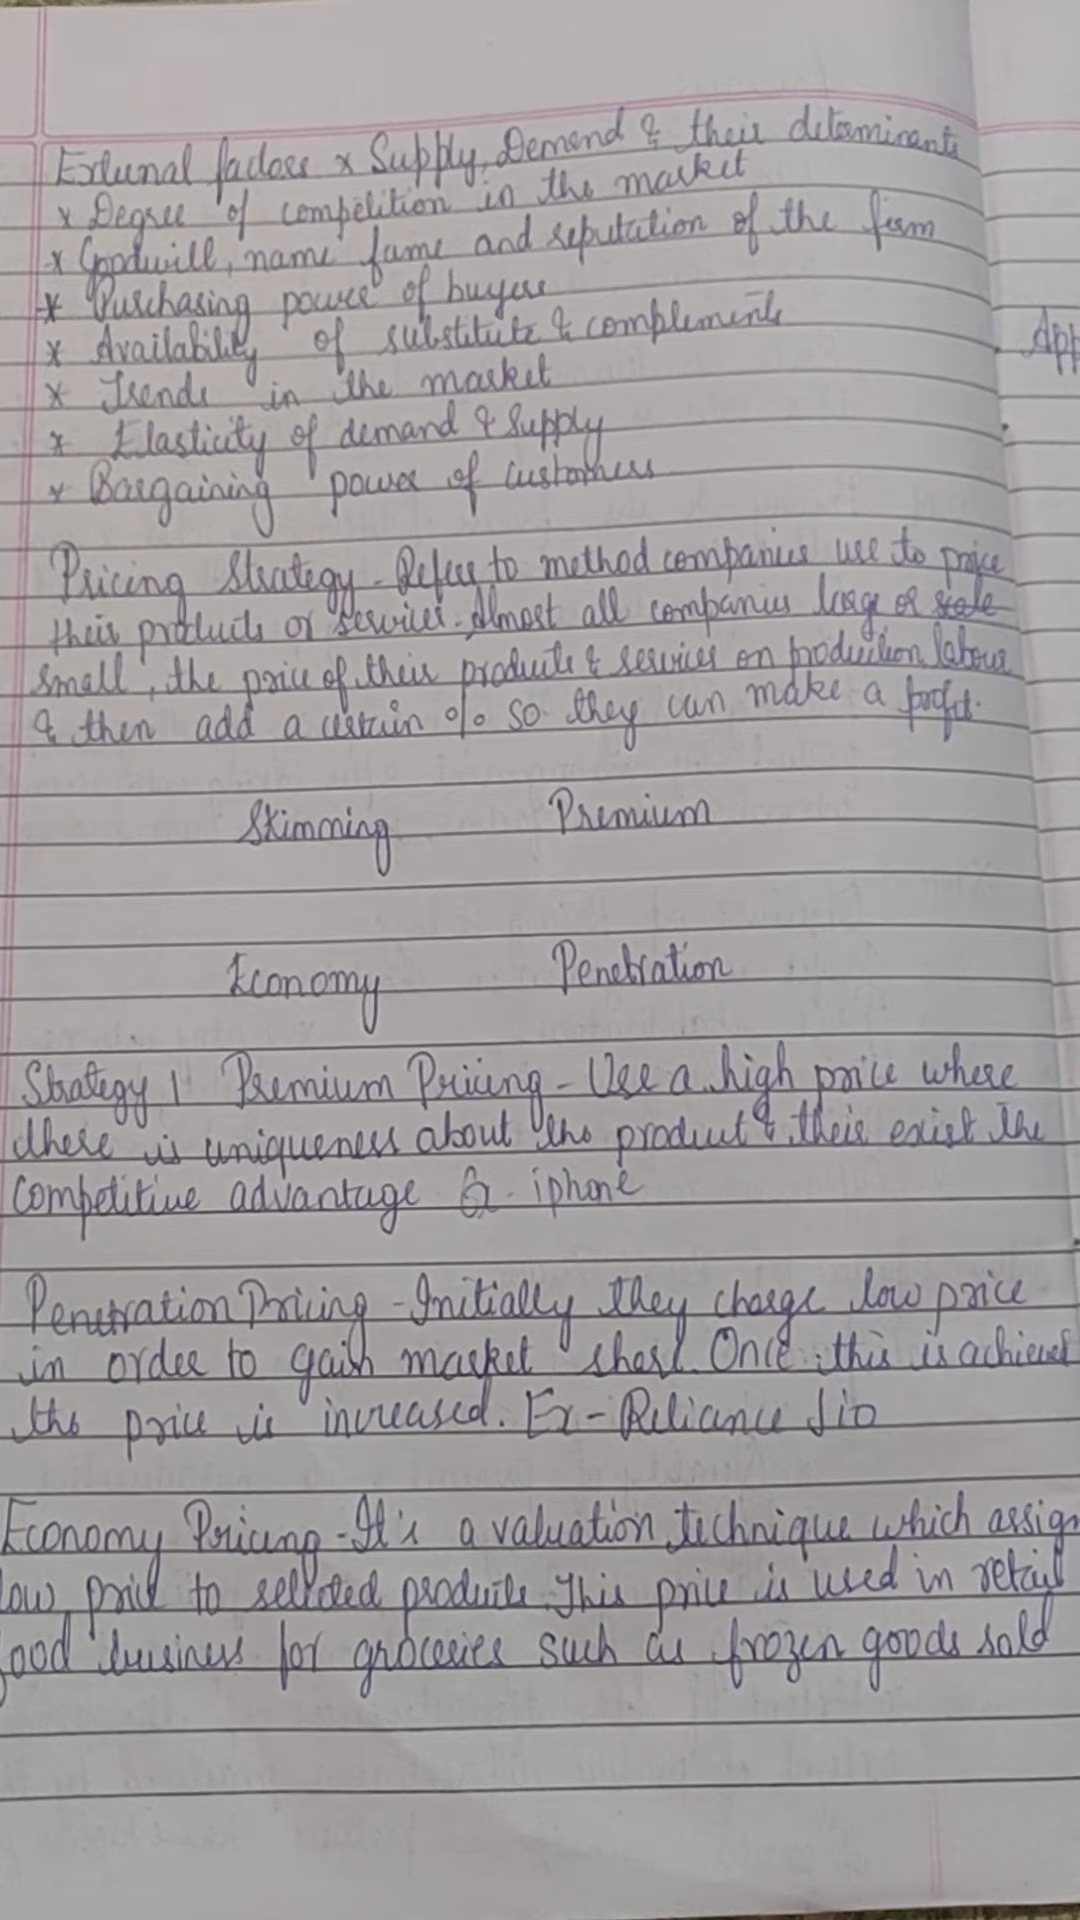 External factors x Supply, Demand & their determinants
x Degree of competition in the market
x Goodwill, name fame and reputation of the firm
x Purchasing power of buyers
x Availability of substitute & complements
x Trends in the market
x Elasticity of demand & Supply
x Bargaining power of customers
Pricing Strategy - Refers to method companies use to price
their products or services. Almost all companies large or
small, the price of their products & services on production, labour
& then add a certain % so they can make a profit.
Skimming Premium
Economy Penetration
Strategy 1 Premium Pricing - Use a high price where
there is uniqueness about the product & their exist the
Competitive advantage Ex. iphone
Penetration Pricing - Initially they charge low price
in order to gain market share. Once this is achieved
the price is increased. Ex - Reliance Jio
Economy Pricing - It's a valuation technique which assign
low price to selected products. This price is used in retail
food business for groceries such as frozen goods sold
App